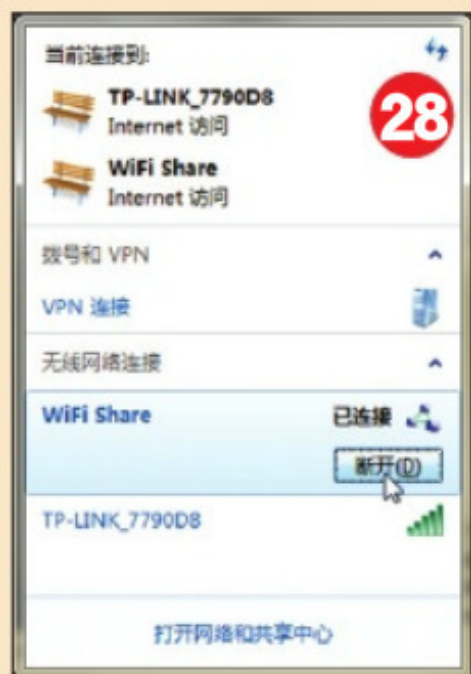 当前连接到:
TP-LINK_7790D8
Internet 访问
28
WiFi Share
Internet 访问
拨号和 VPN
VPN 连接
无线网络连接
WiFi Share 已连接
断开(D)
TP-LINK_7790D8
打开网络和共享中心